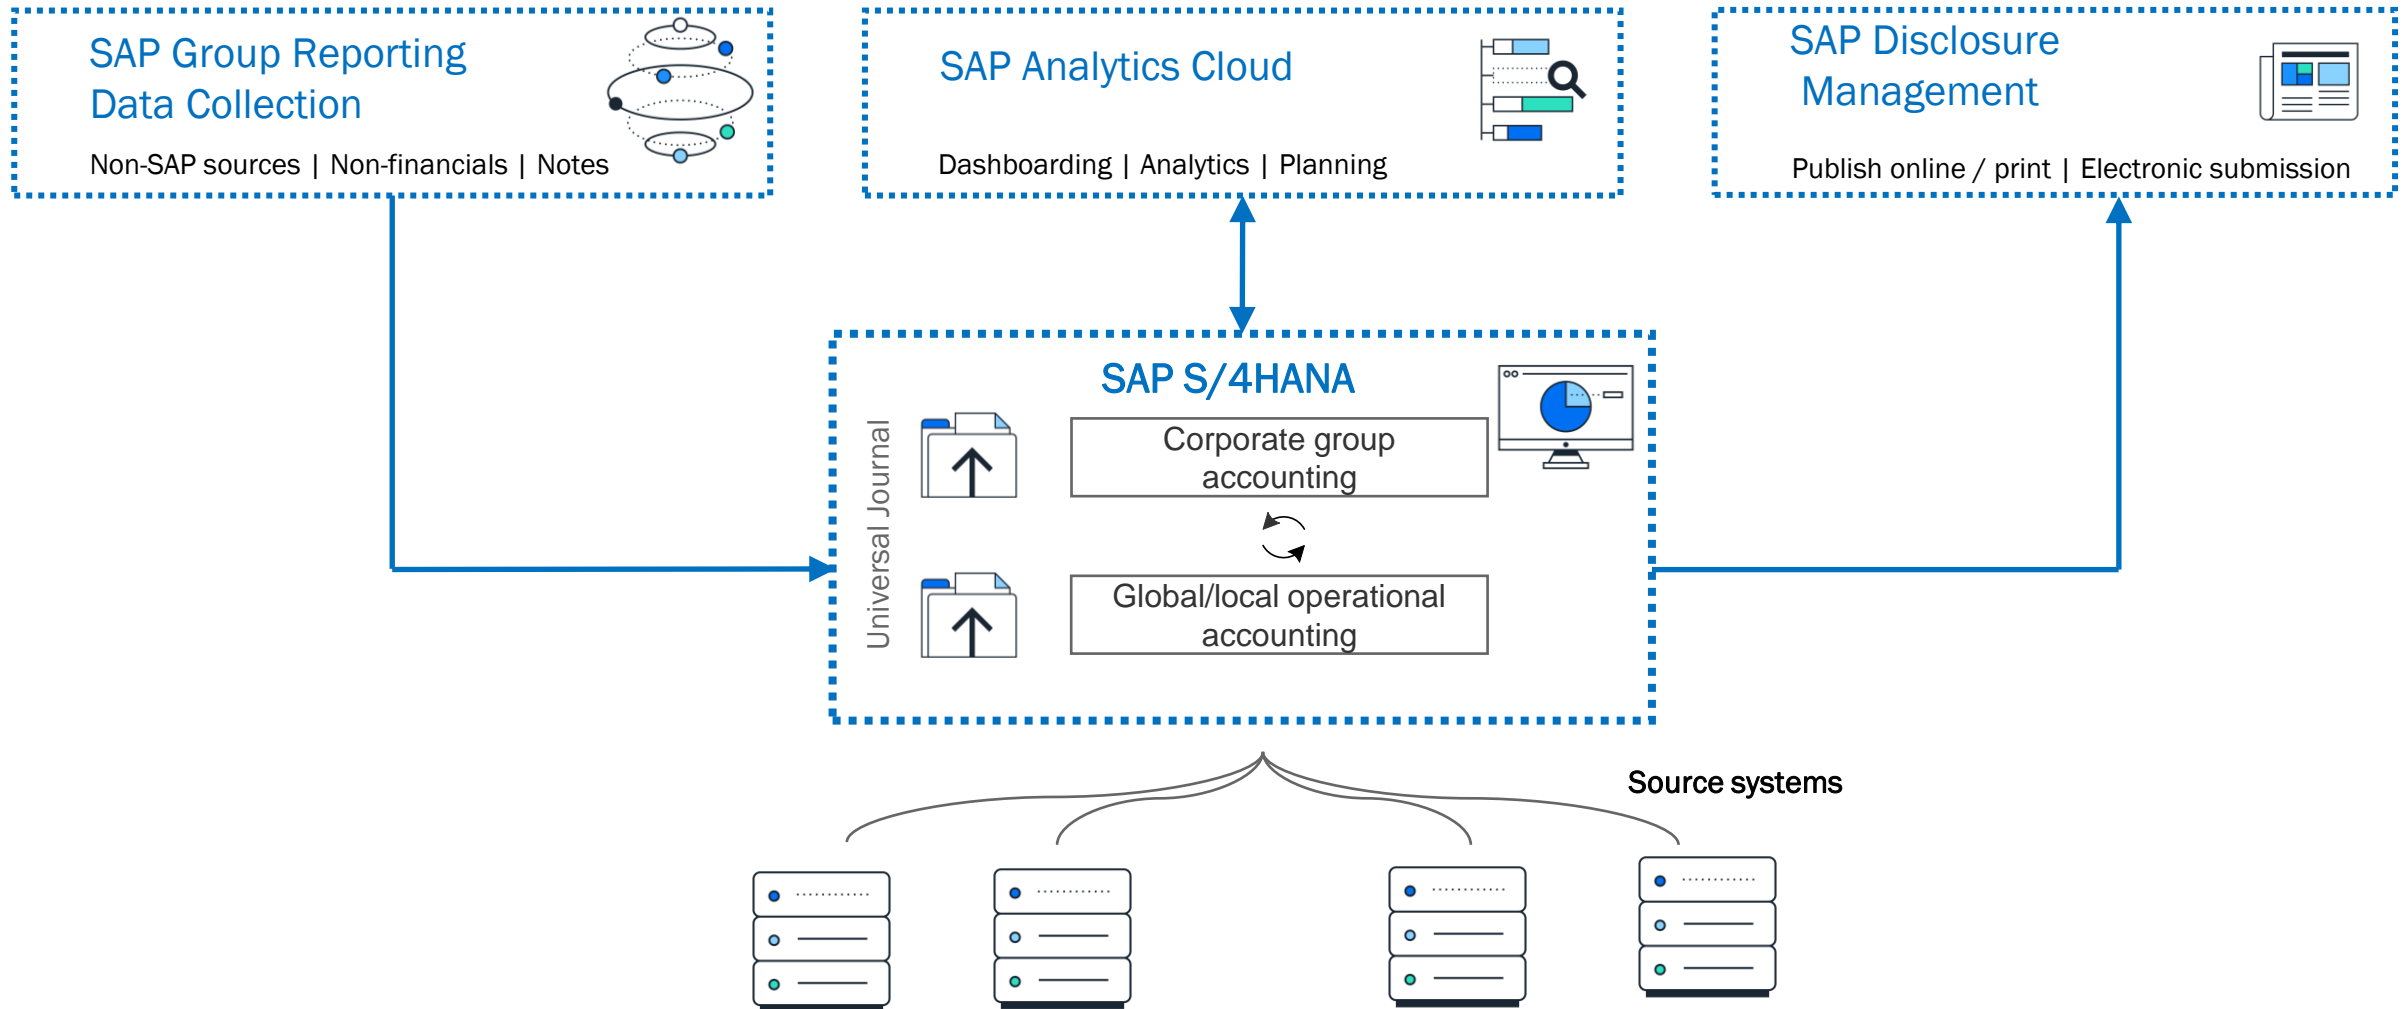 SAP Group Reporting
Data Collection
Non-SAP sources | Non-financials | Notes
SAP Analytics Cloud
Dashboarding | Analytics | Planning
SAP Disclosure
Management
Publish online / print | Electronic submission
SAP S/4HANA
Universal Journal
Corporate group
accounting
Global/local operational
accounting
Source systems